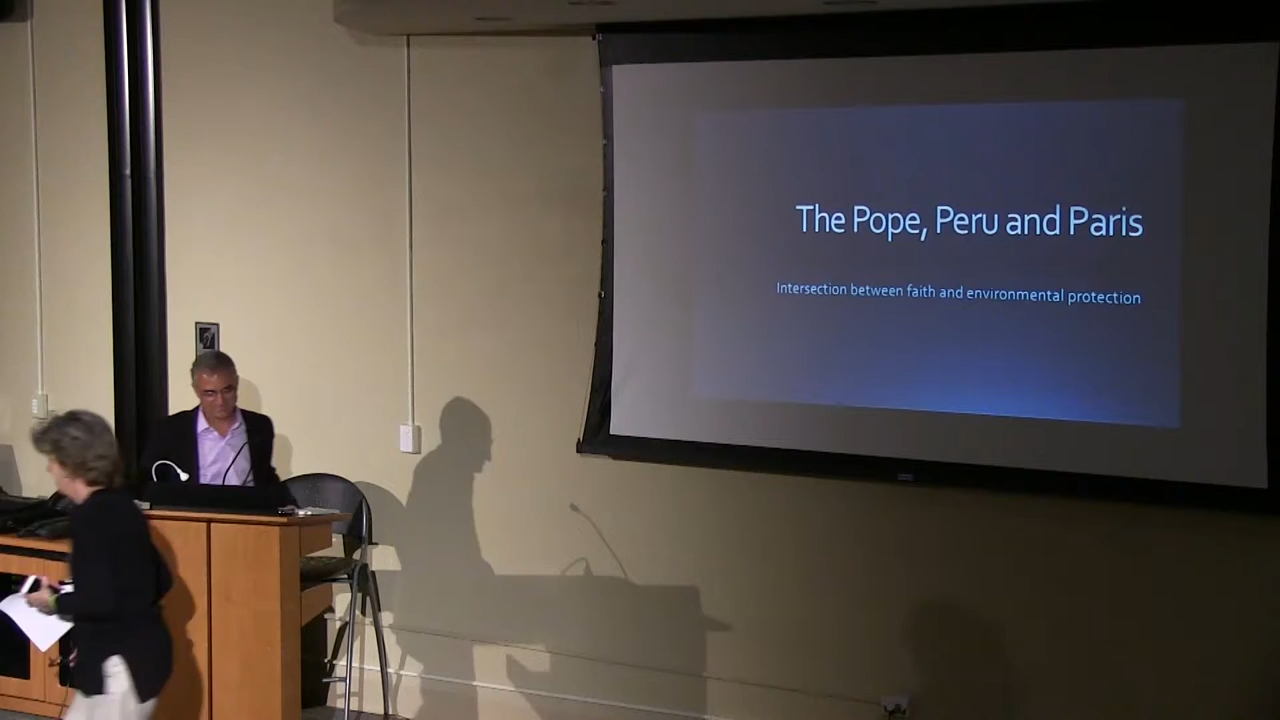 The Pope, Peru and Paris
Intersection between faith and environmental protection